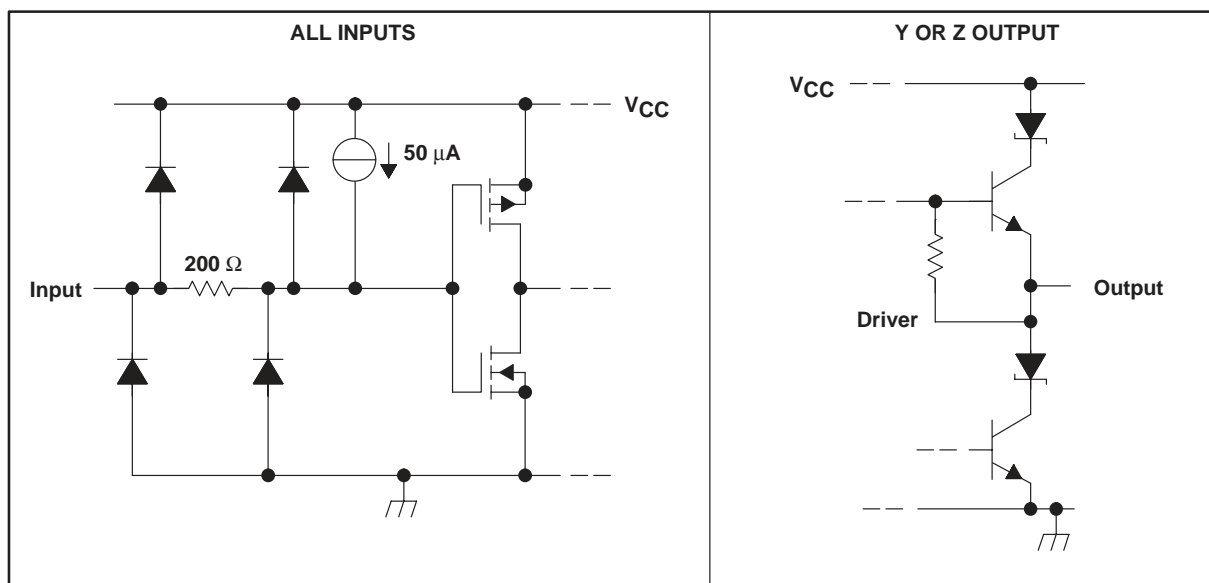 ALL INPUTS
VCC
50 μA
200 Ω
Input
Y OR Z OUTPUT
VCC
Output
Driver